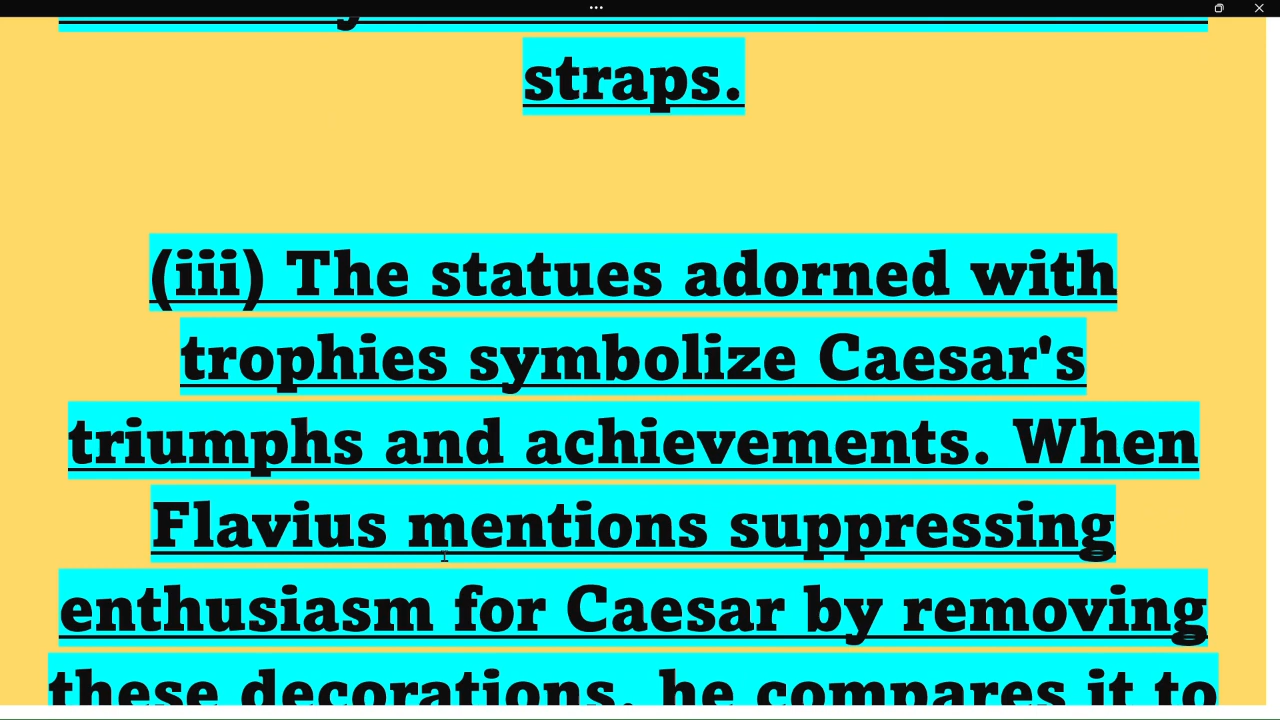 straps.
(iii) The statues adorned with
trophies symbolize Caesar's
triumphs and achievements. When
Flavius mentions suppressing
enthusiasm for Caesar by removing
these decorations, he compares it to